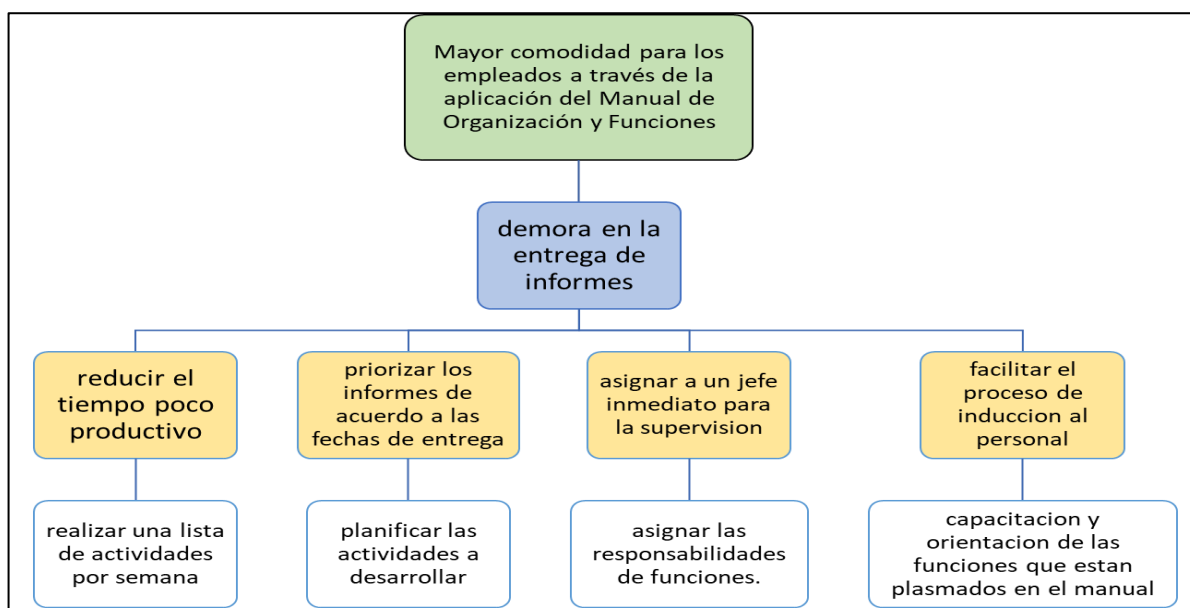 Mayor comodidad para los
empleados a través de la
aplicación del Manual de
Organización y Funciones
demora en la
entrega de
informes
reducir el
tiempo poco
productivo
priorizar los
informes de
acuerdo a las
fechas de entrega
asignar a un jefe
inmediato para
la supervision
facilitar el
proceso de
induccion al
personal
realizar una lista
de actividades
por semana
planificar las
actividades a
desarrollar
asignar las
responsabilidades
de funciones.
capacitacion y
orientacion de las
funciones que estan
plasmados en el manual